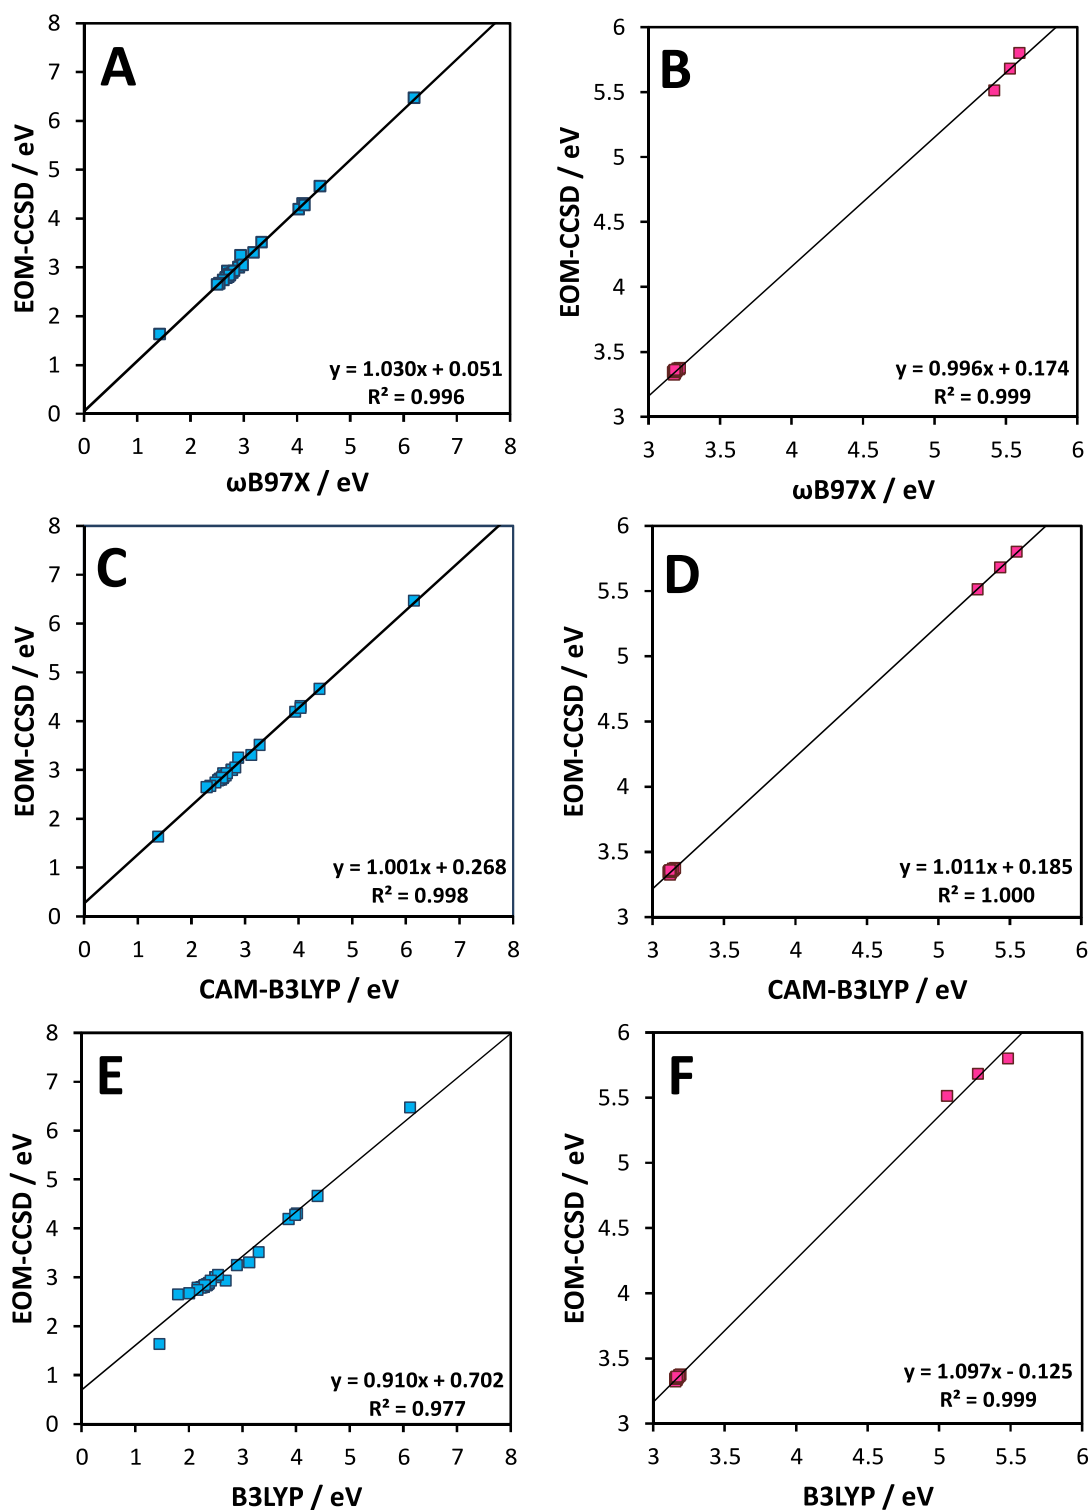 A
EOM-CCSD / eV
8
7
6
5
4
3
2
1
0
y = 1.030x + 0.051
R² = 0.996
0 1 2 3 4 5 6 7 8
ωB97X / eV
B
EOM-CCSD / eV
6
5.5
5
4.5
4
3.5
3
y = 0.996x + 0.174
R² = 0.999
3 3.5 4 4.5 5 5.5 6
ωB97X / eV
C
EOM-CCSD / eV
8
7
6
5
4
3
2
1
0
y = 1.001x + 0.268
R² = 0.998
0 1 2 3 4 5 6 7 8
CAM-B3LYP / eV
D
EOM-CCSD / eV
6
5.5
5
4.5
4
3.5
3
y = 1.011x + 0.185
R² = 1.000
3 3.5 4 4.5 5 5.5 6
CAM-B3LYP / eV
E
EOM-CCSD / eV
8
7
6
5
4
3
2
1
0
y = 0.910x + 0.702
R² = 0.977
0 1 2 3 4 5 6 7 8
B3LYP / eV
F
EOM-CCSD / eV
6
5.5
5
4.5
4
3.5
3
y = 1.097x - 0.125
R² = 0.999
3 3.5 4 4.5 5 5.5 6
B3LYP / eV